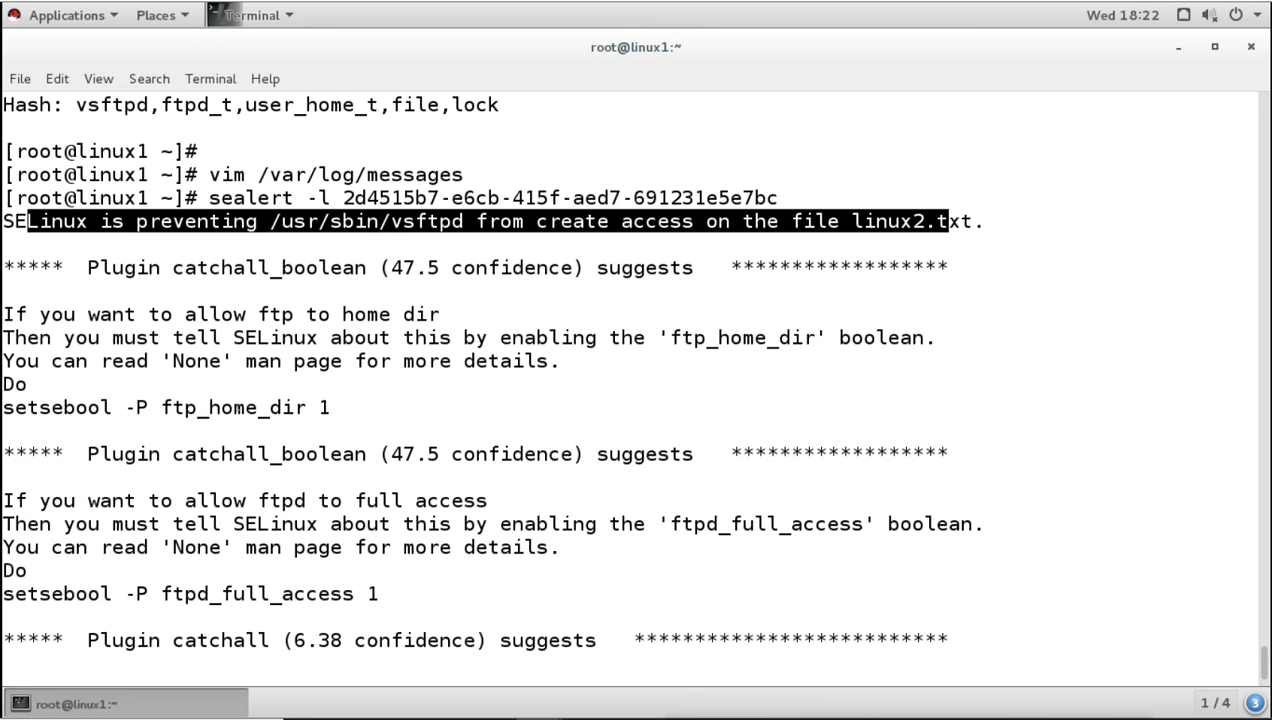 Applications Places Terminal Wed 18:22
root@linux1:~
File Edit View Search Terminal Help
Hash: vsftpd,ftpd_t,user_home_t,file,lock
[root@linux1 ~]#
[root@linux1 ~]# vim /var/log/messages
[root@linux1 ~]# sealert -l 2d4515b7-e6cb-415f-aed7-691231e5e7bc
SELinux is preventing /usr/sbin/vsftpd from create access on the file linux2.txt.
***** Plugin catchall_boolean (47.5 confidence) suggests ******************
If you want to allow ftp to home dir
Then you must tell SELinux about this by enabling the 'ftp_home_dir' boolean.
You can read 'None' man page for more details.
Do
setsebool -P ftp_home_dir 1
***** Plugin catchall_boolean (47.5 confidence) suggests ******************
If you want to allow ftpd to full access
Then you must tell SELinux about this by enabling the 'ftpd_full_access' boolean.
You can read 'None' man page for more details.
Do
setsebool -P ftpd_full_access 1
***** Plugin catchall (6.38 confidence) suggests **************************
root@linux1:~ 1 / 4 3